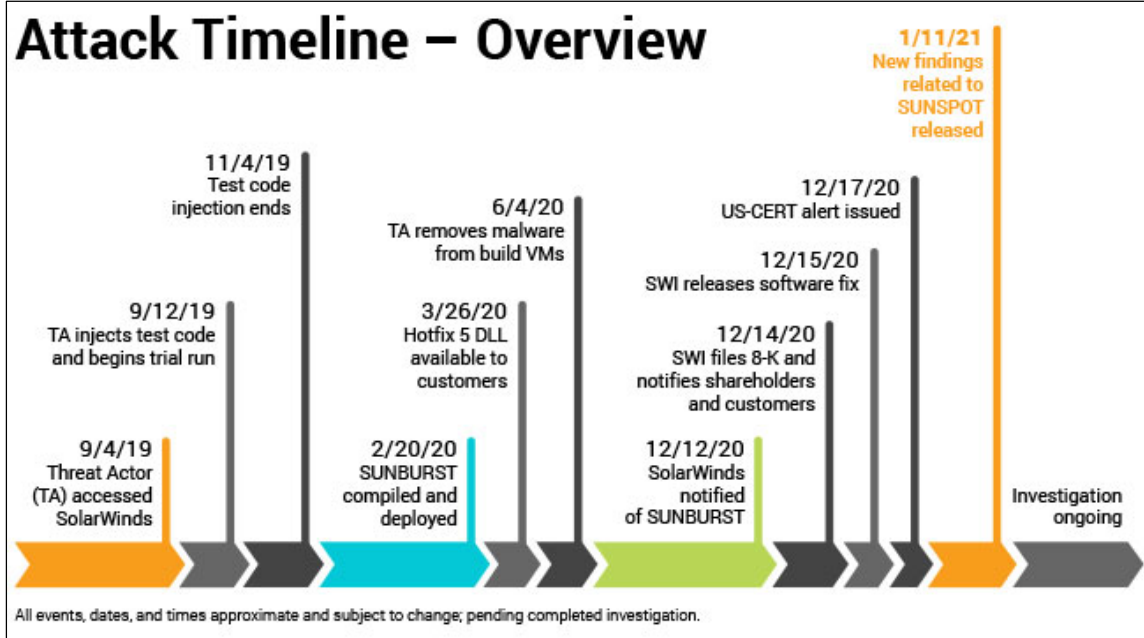 Attack Timeline – Overview
1/11/21
New findings
related to
SUNSPOT
released
11/4/19
Test code
injection ends
6/4/20
TA removes malware
from build VMs
12/17/20
US-CERT alert issued
12/15/20
SWI releases software fix
9/12/19
TA injects test code
and begins trial run
3/26/20
Hotfix 5 DLL
available to
customers
12/14/20
SWI files 8-K and
notifies shareholders
and customers
9/4/19
Threat Actor
(TA) accessed
SolarWinds
2/20/20
SUNBURST
compiled and
deployed
12/12/20
SolarWinds
notified
of SUNBURST
Investigation
ongoing
All events, dates, and times approximate and subject to change; pending completed investigation.